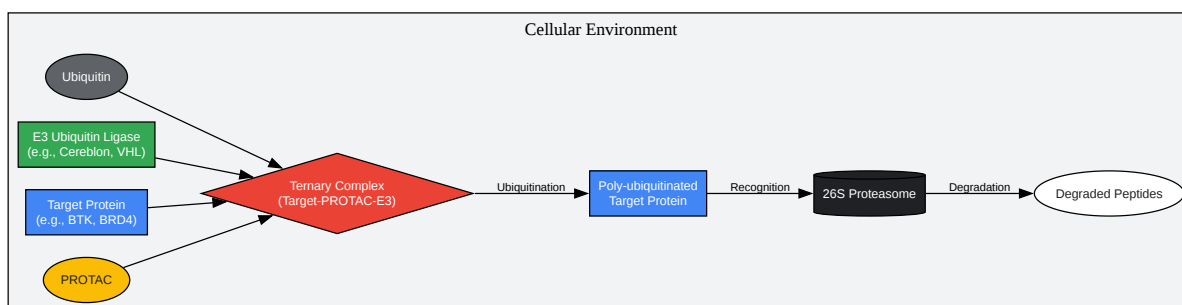 Cellular Environment
Ubiquitin
E3 Ubiquitin Ligase
(e.g., Cereblon, VHL)
Target Protein
(e.g., BTK, BRD4)
PROTAC
Ternary Complex
(Target-PROTAC-E3)
Ubiquitination
Poly-ubiquitinated
Target Protein
Recognition
26S Proteasome
Degradation
Degraded Peptides